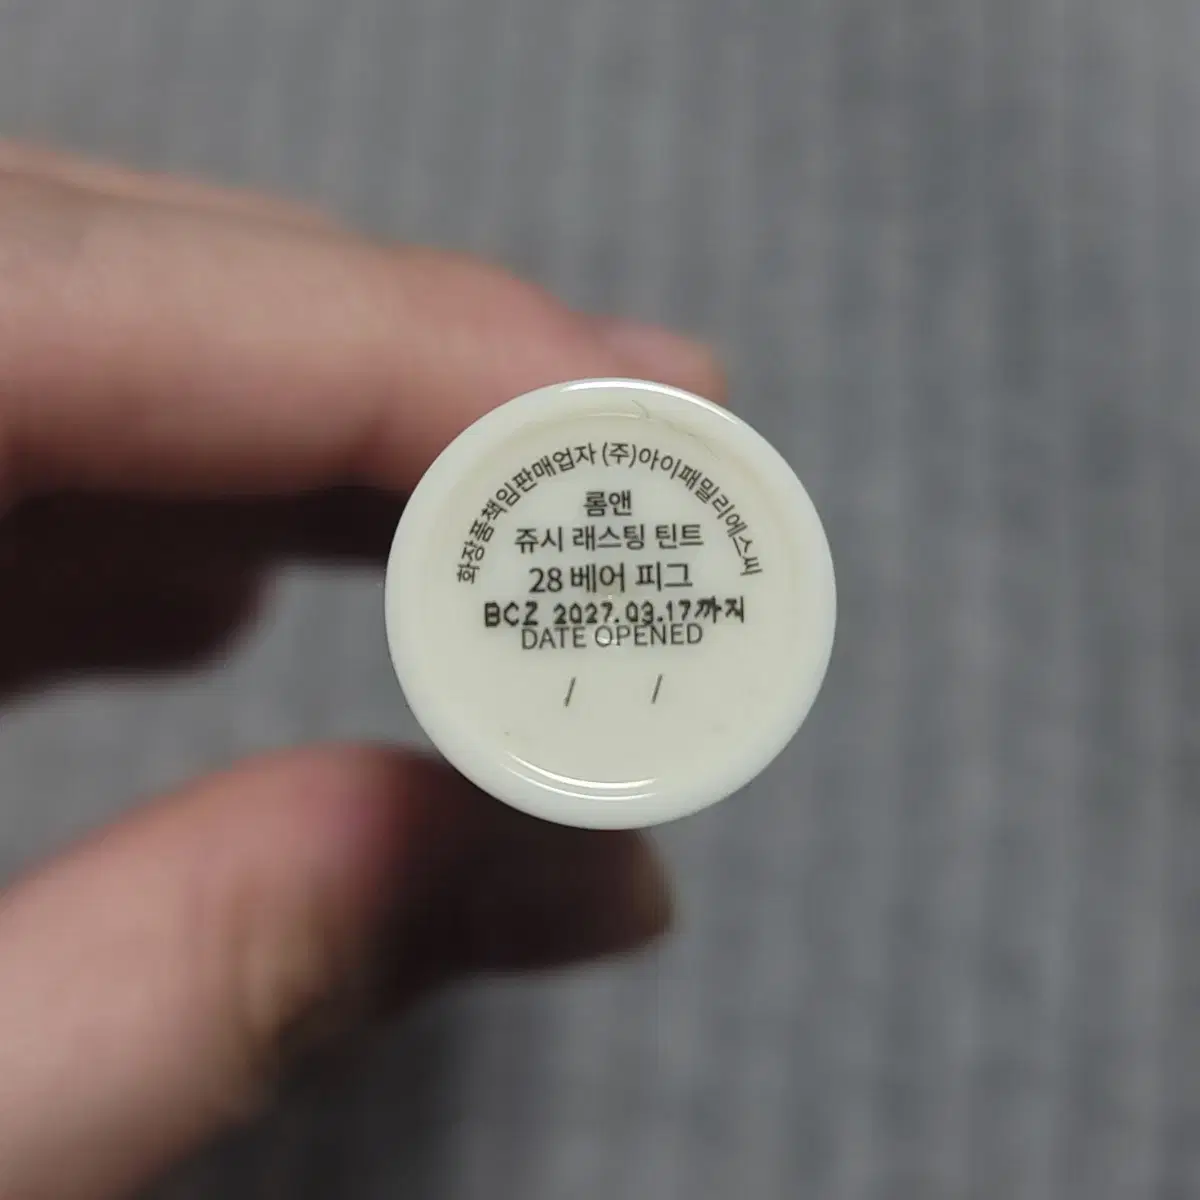 화장품책임판매업자 (주)아이패밀리에스씨
롬앤
쥬시 래스팅 틴트
28 베어 피그
BCZ 2027.03.17까지
DATE OPENED
/ /